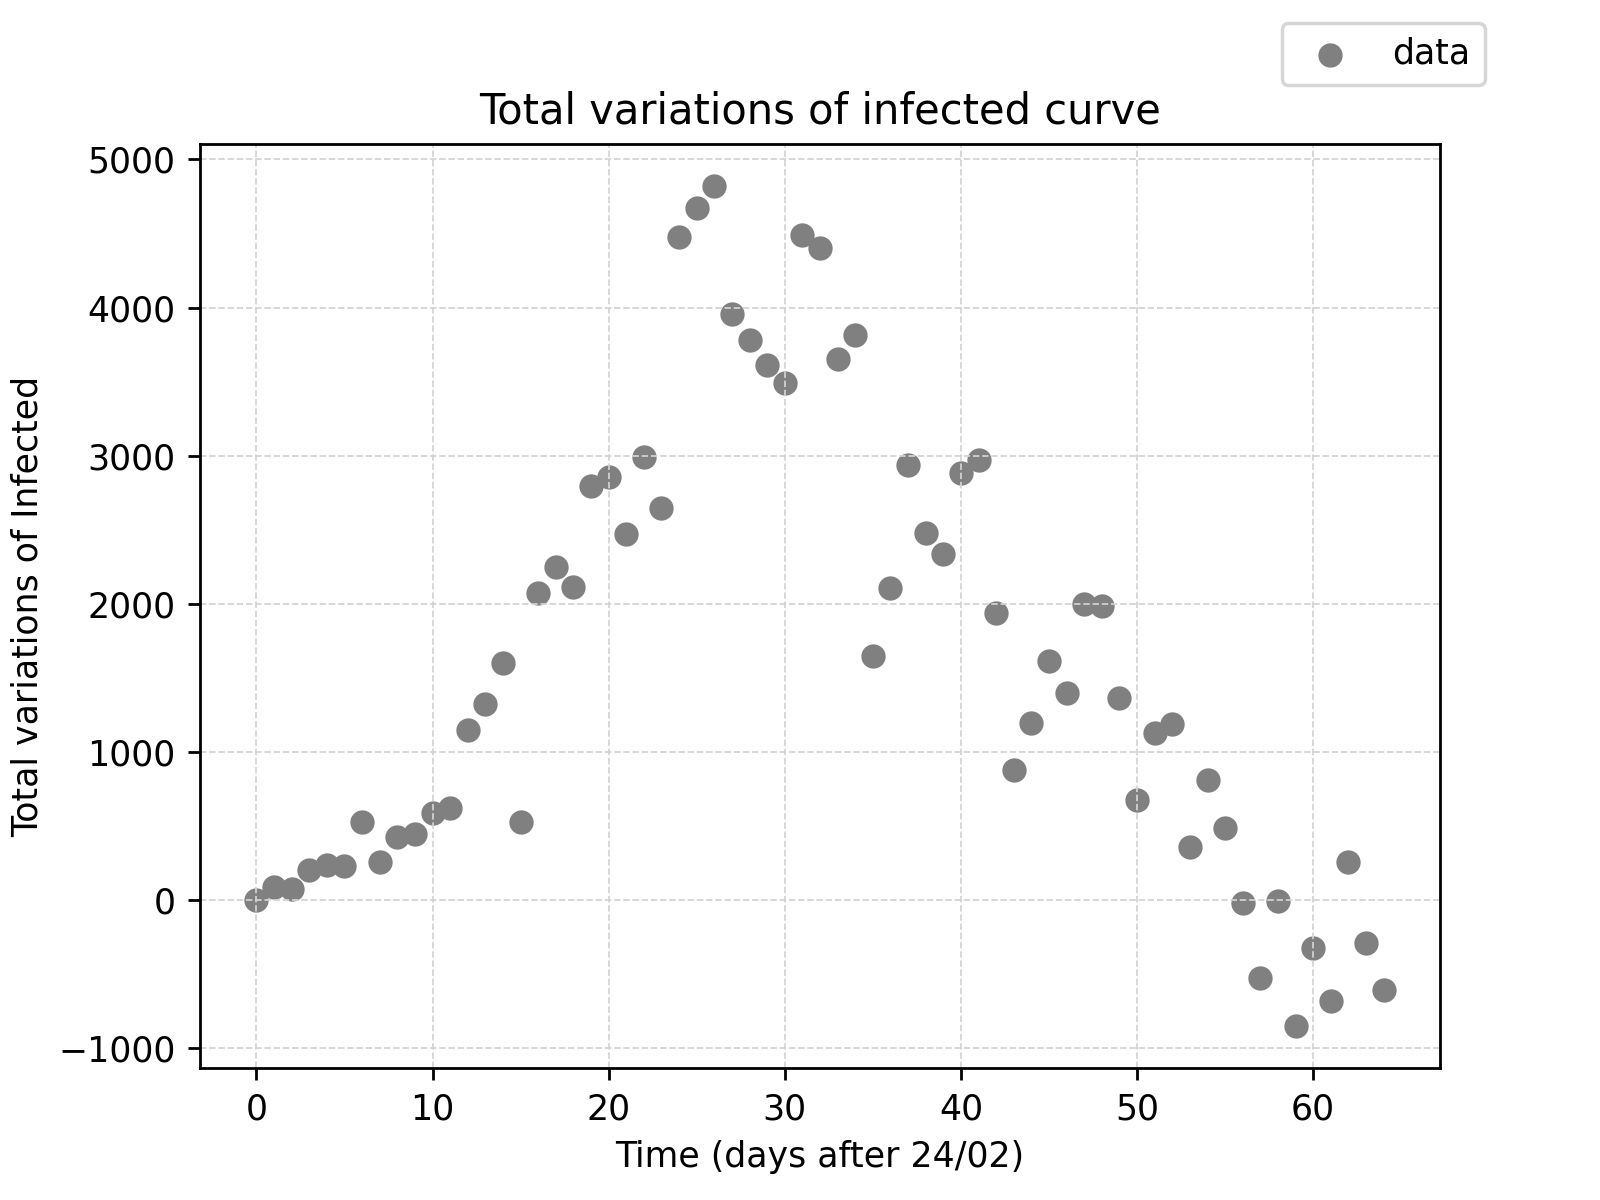 data
Total variations of infected curve
5000
4000
3000
2000
1000
0
−1000
Total variations of Infected
0 10 20 30 40 50 60
Time (days after 24/02)